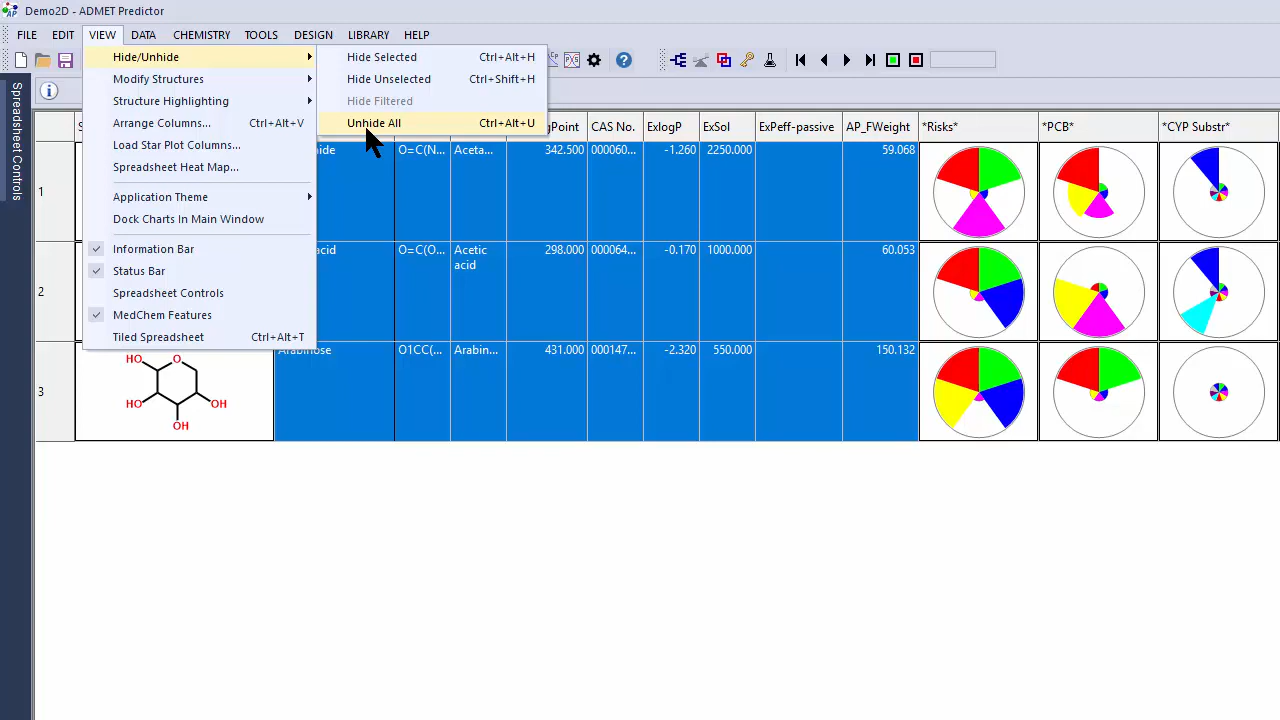 Demo2D - ADMET Predictor
FILE EDIT VIEW DATA CHEMISTRY TOOLS DESIGN LIBRARY HELP
Hide/Unhide
Modify Structures
Structure Highlighting
Arrange Columns... Ctrl+Alt+V
Load Star Plot Columns...
Spreadsheet Heat Map...
Application Theme
Dock Charts In Main Window
Information Bar
Status Bar
Spreadsheet Controls
MedChem Features
Tiled Spreadsheet Ctrl+Alt+T
Hide Selected Ctrl+Alt+H
Hide Unselected Ctrl+Shift+H
Hide Filtered
Unhide All Ctrl+Alt+U
Spreadsheet Controls
CAS No. ExlogP ExSol ExPeff-passive AP_FWeight *Risks* *PCB* *CYP Substr*
1 O=C(N... Aceta... 342.500 000060... -1.260 2250.000 59.068
2 O=C(O... Acetic 298.000 000064... -0.170 1000.000 60.053
acid
3 Arabinose O1CC(... Arabin... 431.000 000147... -2.320 550.000 150.132
HO O
HO OH
OH